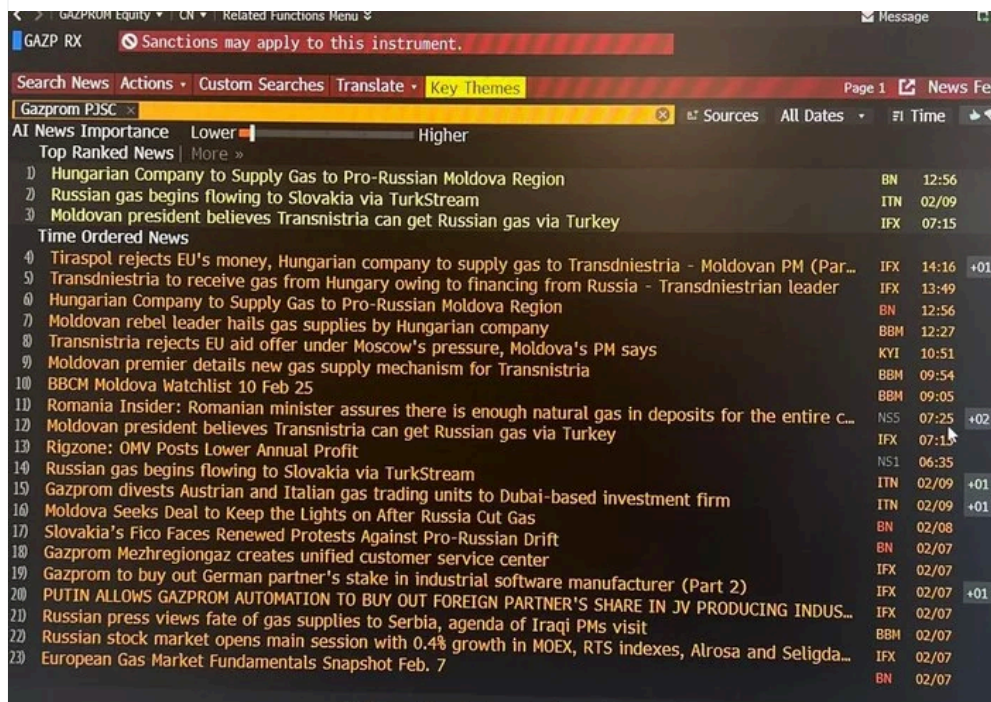 GAZPROM Equity CN Related Functions Menu Message
GAZP RX Sanctions may apply to this instrument.
Search News Actions Custom Searches Translate Key Themes Page 1 News Fe
Gazprom PJSC × Sources All Dates Time
AI News Importance Lower Higher
Top Ranked News | More »
1) Hungarian Company to Supply Gas to Pro-Russian Moldova Region BN 12:56
2) Russian gas begins flowing to Slovakia via TurkStream ITN 02/09
3) Moldovan president believes Transnistria can get Russian gas via Turkey IFX 07:15
Time Ordered News
4) Tiraspol rejects EU's money, Hungarian company to supply gas to Transdniestria - Moldovan PM (Par... IFX 14:16 +01
5) Transdniestria to receive gas from Hungary owing to financing from Russia - Transdniestrian leader IFX 13:49
6) Hungarian Company to Supply Gas to Pro-Russian Moldova Region BN 12:56
7) Moldovan rebel leader hails gas supplies by Hungarian company BBM 12:27
8) Transnistria rejects EU aid offer under Moscow's pressure, Moldova's PM says KYI 10:51
9) Moldovan premier details new gas supply mechanism for Transnistria BBM 09:54
10) BBCM Moldova Watchlist 10 Feb 25 BBM 09:05
11) Romania Insider: Romanian minister assures there is enough natural gas in deposits for the entire c... NS5 07:25 +02
12) Moldovan president believes Transnistria can get Russian gas via Turkey IFX 07:15
13) Rigzone: OMV Posts Lower Annual Profit NS1 06:35
14) Russian gas begins flowing to Slovakia via TurkStream ITN 02/09 +01
15) Gazprom divests Austrian and Italian gas trading units to Dubai-based investment firm ITN 02/09 +01
16) Moldova Seeks Deal to Keep the Lights on After Russia Cut Gas BN 02/08
17) Slovakia's Fico Faces Renewed Protests Against Pro-Russian Drift BN 02/07
18) Gazprom Mezhregiongaz creates unified customer service center IFX 02/07
19) Gazprom to buy out German partner's stake in industrial software manufacturer (Part 2) IFX 02/07 +01
20) PUTIN ALLOWS GAZPROM AUTOMATION TO BUY OUT FOREIGN PARTNER'S SHARE IN JV PRODUCING INDUS... IFX 02/07
21) Russian press views fate of gas supplies to Serbia, agenda of Iraqi PMs visit BBM 02/07
22) Russian stock market opens main session with 0.4% growth in MOEX, RTS indexes, Alrosa and Seligda... IFX 02/07
23) European Gas Market Fundamentals Snapshot Feb. 7 BN 02/07